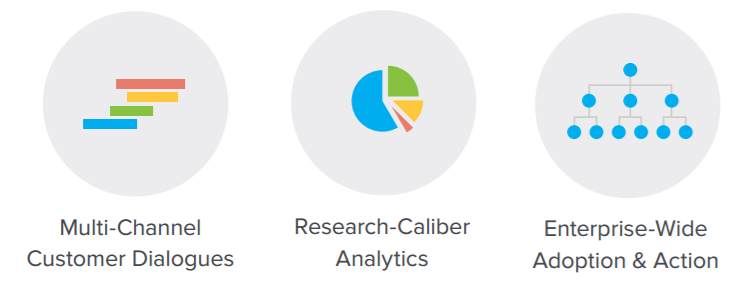 Multi-Channel
Customer Dialogues
Research-Caliber
Analytics
Enterprise-Wide
Adoption & Action